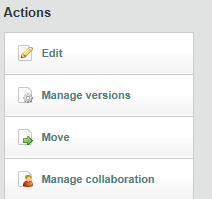 Actions
Edit
Manage versions
Move
Manage collaboration